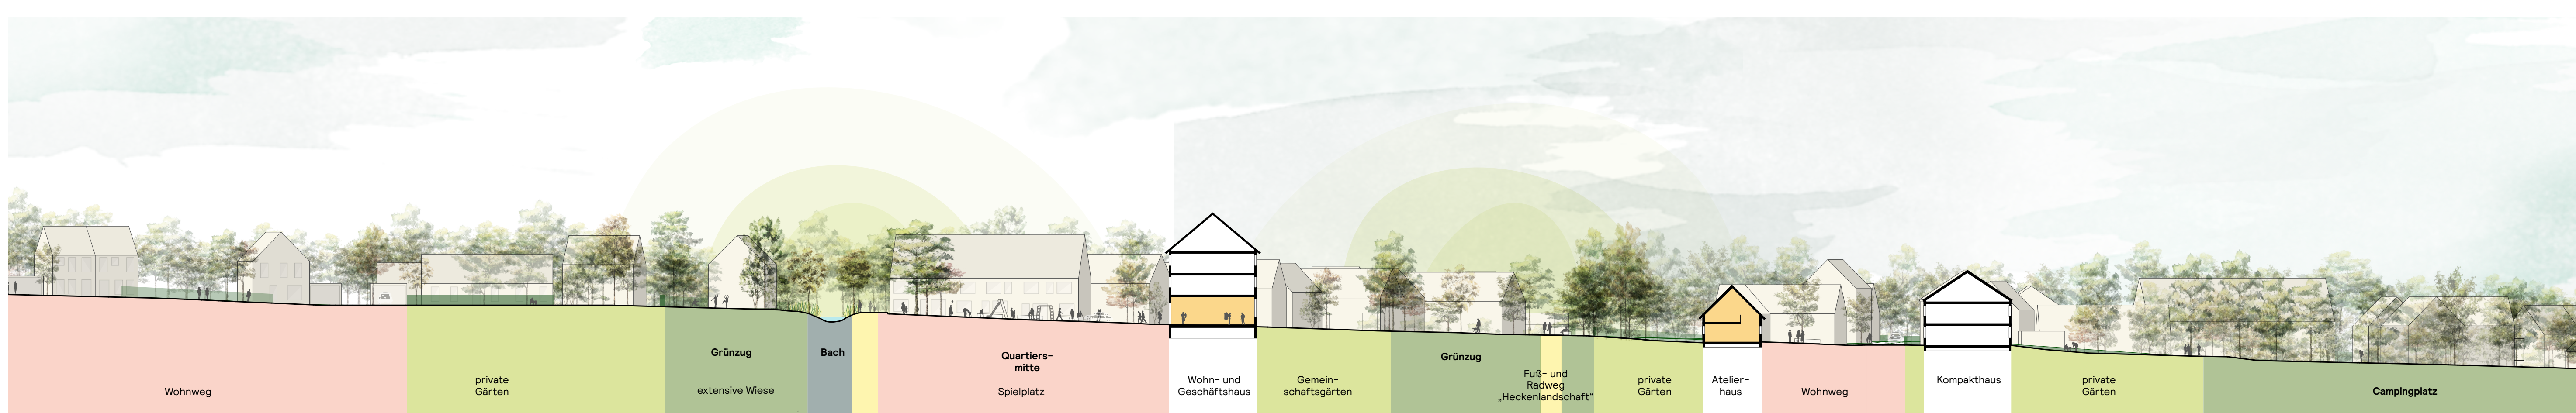 Wohnweg
private
Gärten
Grünzug
extensive Wiese
Bach
Quartiers-
mitte
Spielplatz
Wohn- und
Geschäftshaus
Gemein-
schaftsgärten
Grünzug
Fuß- und
Radweg
„Heckenlandschaft“
private
Gärten
Atelier-
haus
Wohnweg
Kompakthaus
private
Gärten
Campingplatz